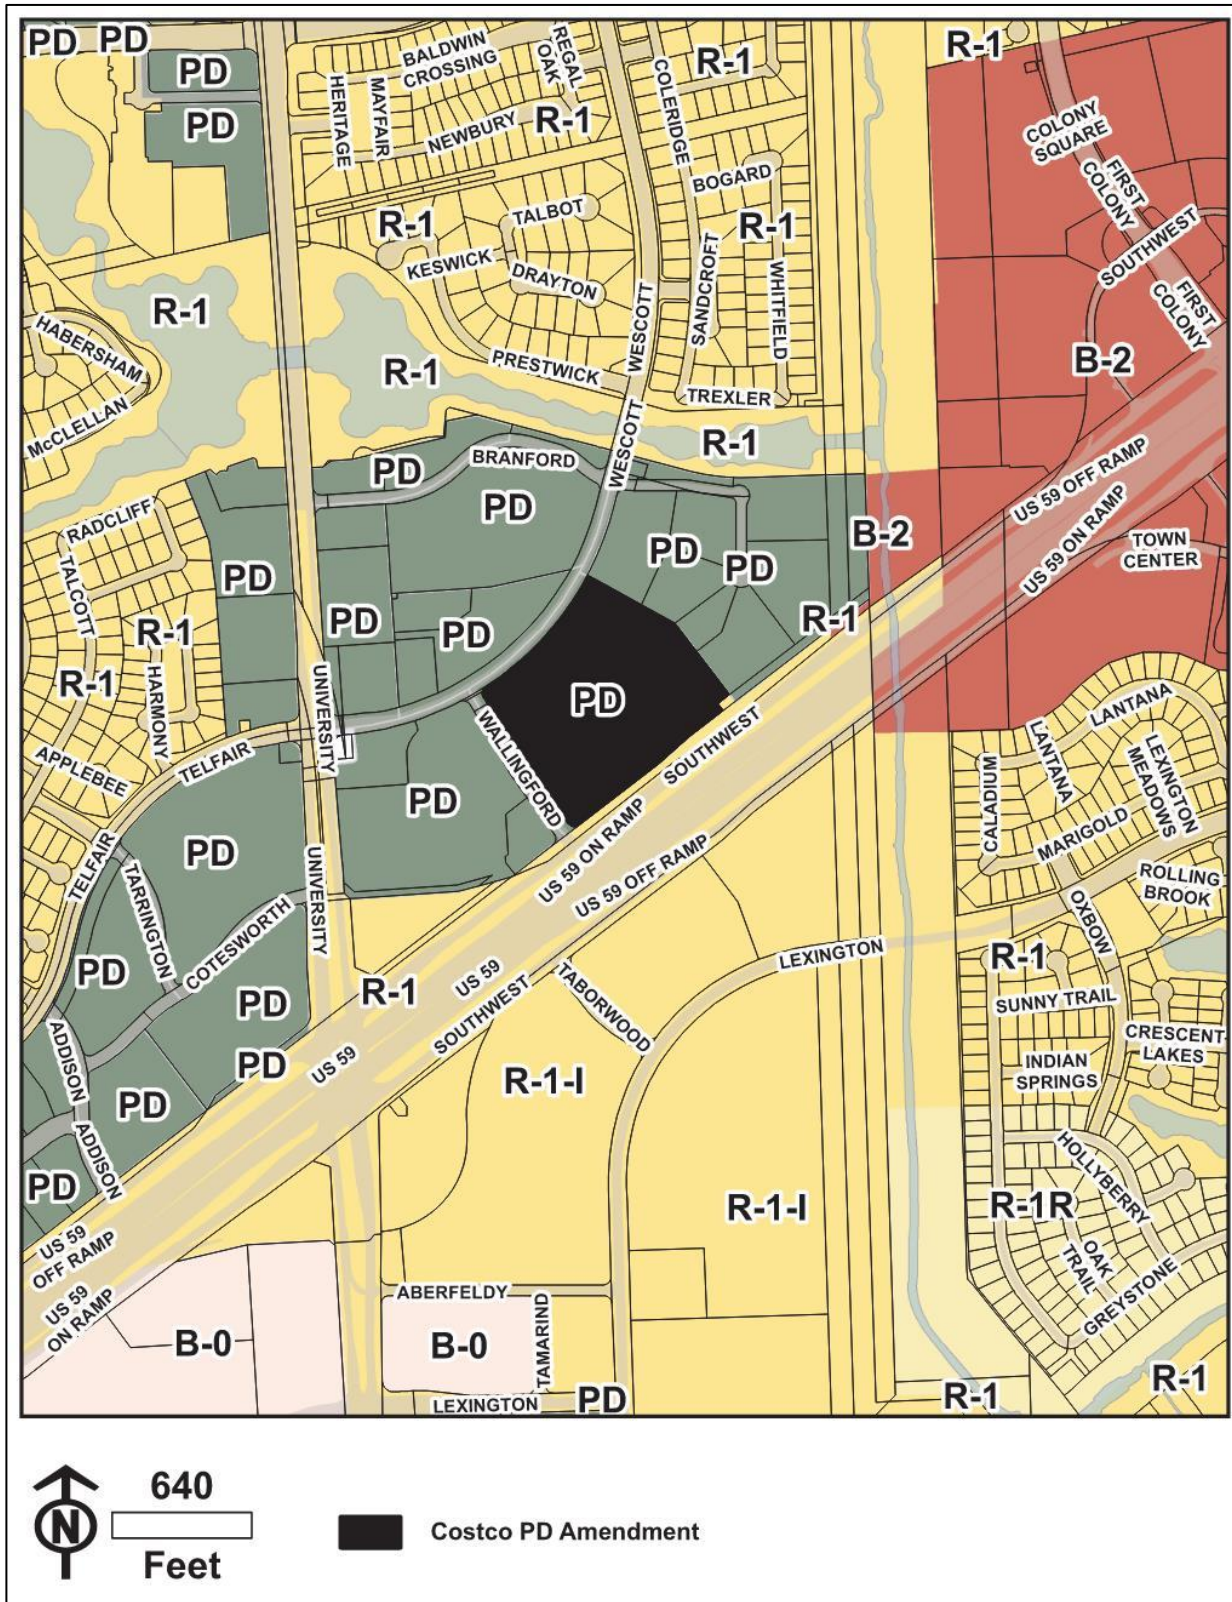 PD
PD
PD
PD
BALDWIN
CROSSING
REGAL
OAK
HERITAGE
MAYFAIR
NEWBURY
R-1
COLERIDGE
R-1
R-1
COLONY
SQUARE
FIRST
COLONY
BOGARD
R-1
TALBOT
R-1
KESWICK
DRAYTON
SANDCROFT
WHITFIELD
SOUTHWEST
FIRST
COLONY
R-1
HABERSHAM
McCLELLAN
R-1
PRESTWICK
WESCOTT
TREXLER
B-2
R-1
WESCOTT
PD
BRANFORD
PD
US 59 OFF RAMP
US 59 ON RAMP
TOWN
CENTER
RADCLIFF
TALCOTT
PD
PD
PD
B-2
PD
PD
R-1
R-1
R-1
HARMONY
UNIVERSITY
PD
WALLINGFORD
SOUTHWEST
LANTANA
LANTANA
LEXINGTON
MEADOWS
APPLEBEE
TELFAIR
PD
CALADIUM
MARIGOLD
TELFAIR
PD
US 59 ON RAMP
US 59 OFF RAMP
ROLLING
BROOK
TARRINGTON
COTESWORTH
UNIVERSITY
OXBOW
LEXINGTON
PD
PD
R-1
US 59
SOUTHWEST
TABORWOOD
R-1
SUNNY TRAIL
CRESCENT
LAKES
ADDISON
PD
US 59
R-1-I
INDIAN
SPRINGS
PD
ADDISON
PD
HOLLYBERRY
R-1-I
R-1R
OAK
TRAIL
GREYSTONE
US 59
OFF RAMP
US 59
ON RAMP
ABERFELDY
B-0
B-0
TAMARIND
LEXINGTON
PD
R-1
R-1
N
640
Feet
Costco PD Amendment